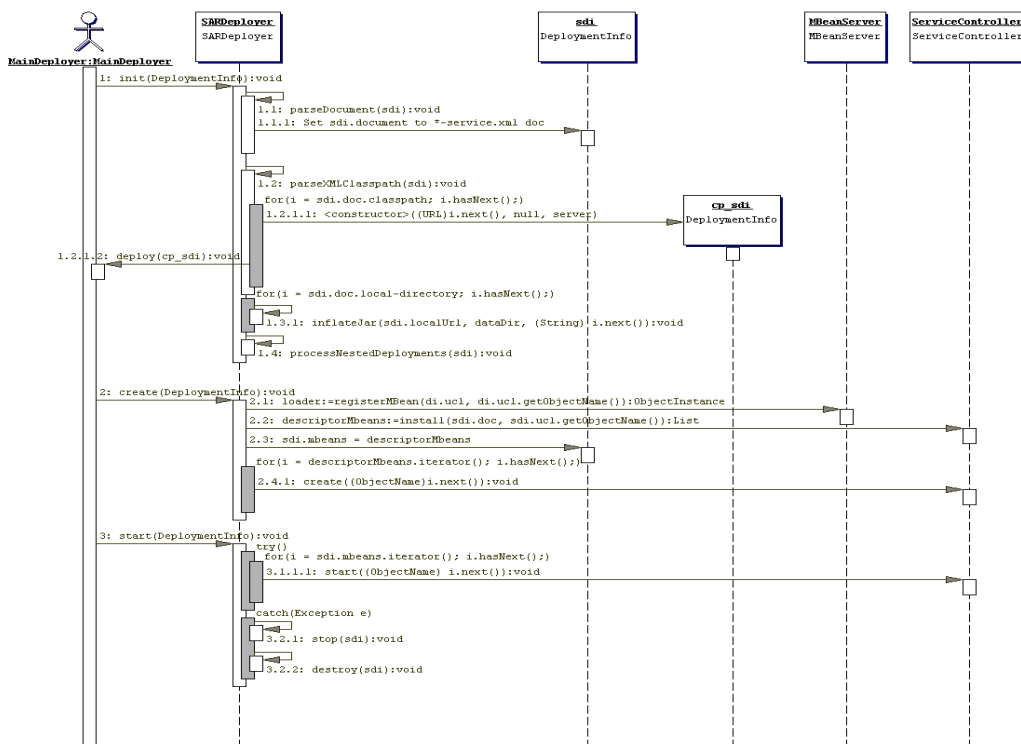 SARDeployer
SARDeployer
sdi
DeploymentInfo
MBeanServer
MBeanServer
ServiceController
ServiceController
MainDeployer:MainDeployer
1: init(DeploymentInfo):void
1.1: parseDocument(sdi):void
1.1.1: Set sdi.document to *-service.xml doc
1.2: parseXMLClasspath(sdi):void
for(i = sdi.doc.classpath; i.hasNext();)
1.2.1.1: <constructor>((URL)i.next(), null, server)
cp_sdi
DeploymentInfo
1.2.1.2: deploy(cp_sdi):void
for(i = sdi.doc.local-directory; i.hasNext();)
1.3.1: inflateJar(sdi.localUrl, dataDir, (String) i.next()):void
1.4: processNestedDeployments(sdi):void
2: create(DeploymentInfo):void
2.1: loader:=registerMBean(di.ucl, di.ucl.getObjectName()):ObjectInstance
2.2: descriptorMbeans:=install(sdi.doc, sdi.ucl.getObjectName()):List
2.3: sdi.mbeans = descriptorMbeans
for(i = descriptorMbeans.iterator(); i.hasNext();)
2.4.1: create((ObjectName)i.next()):void
3: start(DeploymentInfo):void
try()
for(i = sdi.mbeans.iterator(); i.hasNext();)
3.1.1.1: start((ObjectName) i.next()):void
catch(Exception e)
3.2.1: stop(sdi):void
3.2.2: destroy(sdi):void